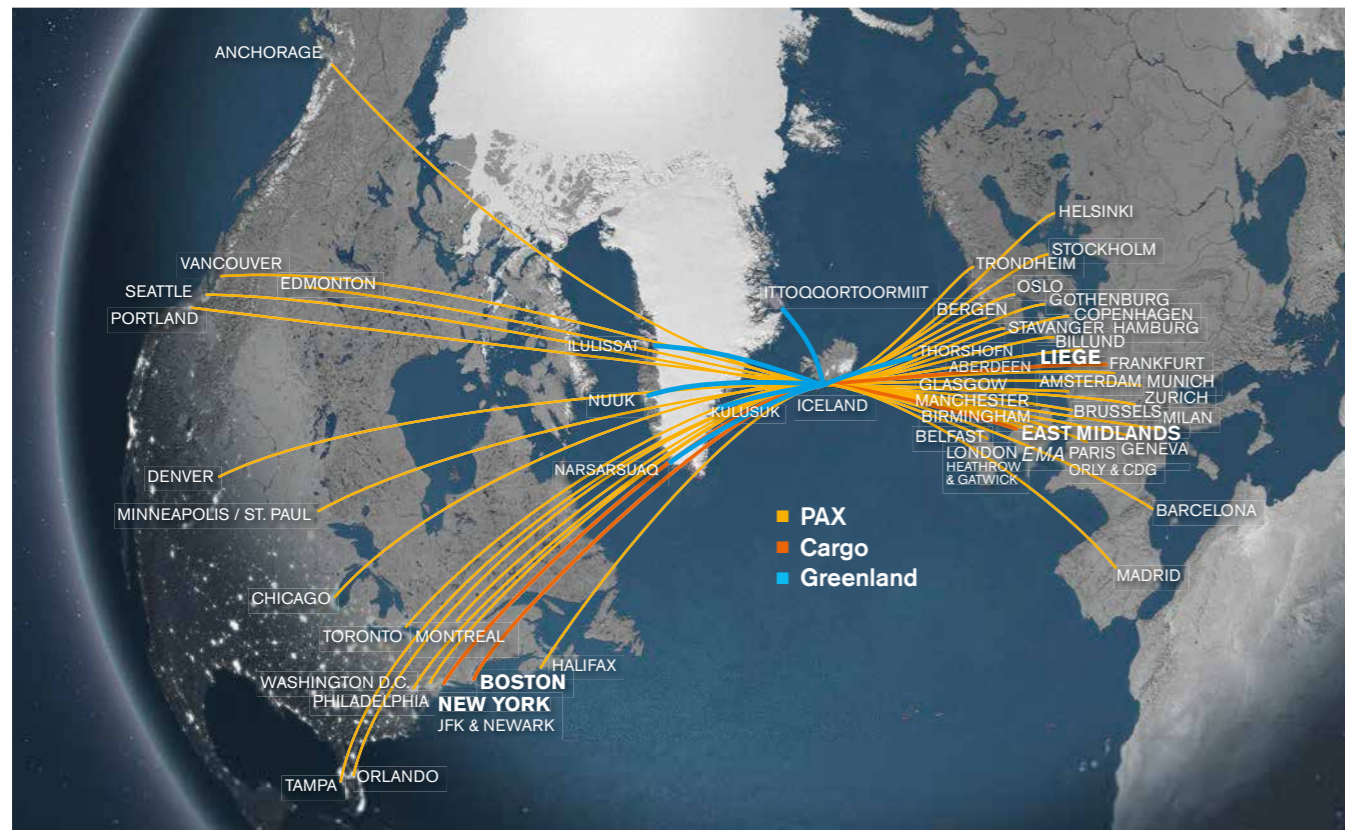 ANCHORAGE
VANCOUVER
EDMONTON
SEATTLE
PORTLAND
DENVER
MINNEAPOLIS / ST. PAUL
CHICAGO
TORONTO
MONTREAL
WASHINGTON D.C.
PHILADELPHIA
BOSTON
NEW YORK
JFK & NEWARK
HALIFAX
TAMPA
ORLANDO
ILULISSAT
NUUK
KULUSUK
NARSARSUAQ
ITTOQQORTOORMIIT
ICELAND
HELSINKI
STOCKHOLM
TRONDHEIM
OSLO
BERGEN
GOTHENBURG
COPENHAGEN
STAVANGER
HAMBURG
BILLUND
THORSHOFN
LIEGE
ABERDEEN
FRANKFURT
GLASGOW
AMSTERDAM
MUNICH
MANCHESTER
ZURICH
BIRMINGHAM
BRUSSELS
MILAN
BELFAST
EAST MIDLANDS
EMA
LONDON
HEATHROW
& GATWICK
PARIS
ORLY & CDG
GENEVA
BARCELONA
MADRID
PAX
Cargo
Greenland